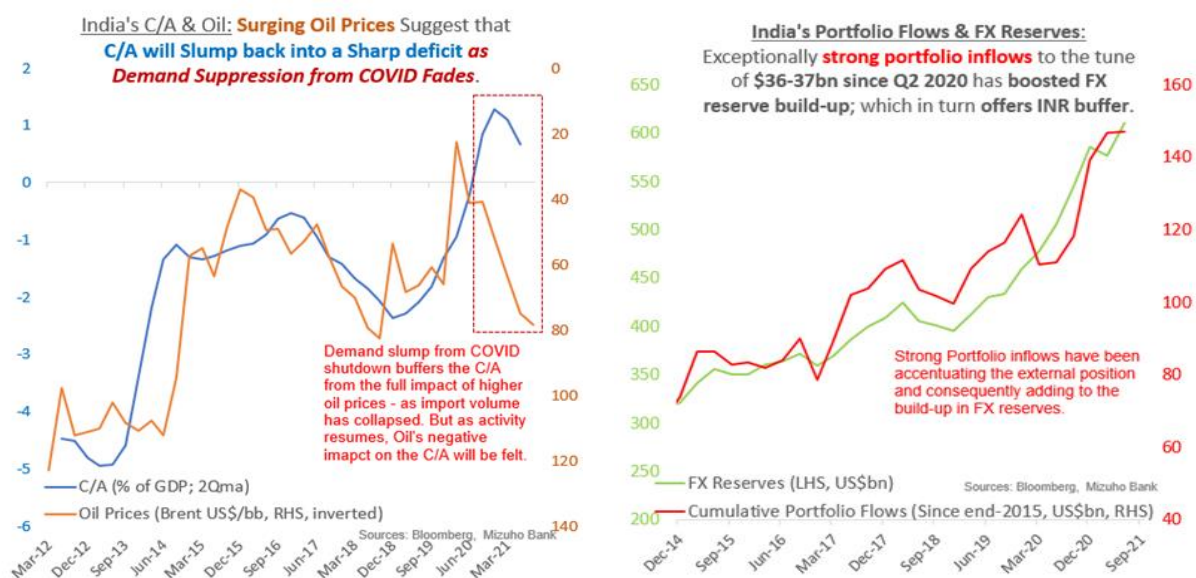 India's C/A & Oil: Surging Oil Prices Suggest that
C/A will Slump back into a Sharp deficit as
Demand Suppression from COVID Fades.
2
1
0
-1
-2
-3
-4
-5
-6
0
20
40
60
80
100
120
140
Demand slump from COVID
shutdown buffers the C/A
from the full impact of higher
oil prices - as import volume
has collapsed. But as activity
resumes, Oil's negative
imapct on the C/A will be felt.
C/A (% of GDP; 2Qma)
Oil Prices (Brent US$/bb, RHS, inverted)
Sources: Bloomberg, Mizuho Bank
Mar-12
Dec-12
Sep-13
Jun-14
Mar-15
Dec-15
Sep-16
Jun-17
Mar-18
Dec-18
Sep-19
Jun-20
Mar-21
India's Portfolio Flows & FX Reserves:
Exceptionally strong portfolio inflows to the tune
of $36-37bn since Q2 2020 has boosted FX
reserve build-up; which in turn offers INR buffer.
650
600
550
500
450
400
350
300
250
200
160
140
120
100
80
60
40
Strong Portfolio inflows have been
accentuating the external position
and consequently adding to the
build-up in FX reserves.
FX Reserves (LHS, US$bn)
Sources: Bloomberg, Mizuho Bank
Cumulative Portfolio Flows (Since end-2015, US$bn, RHS)
Dec-14
Sep-15
Jun-16
Mar-17
Dec-17
Sep-18
Jun-19
Mar-20
Dec-20
Sep-21